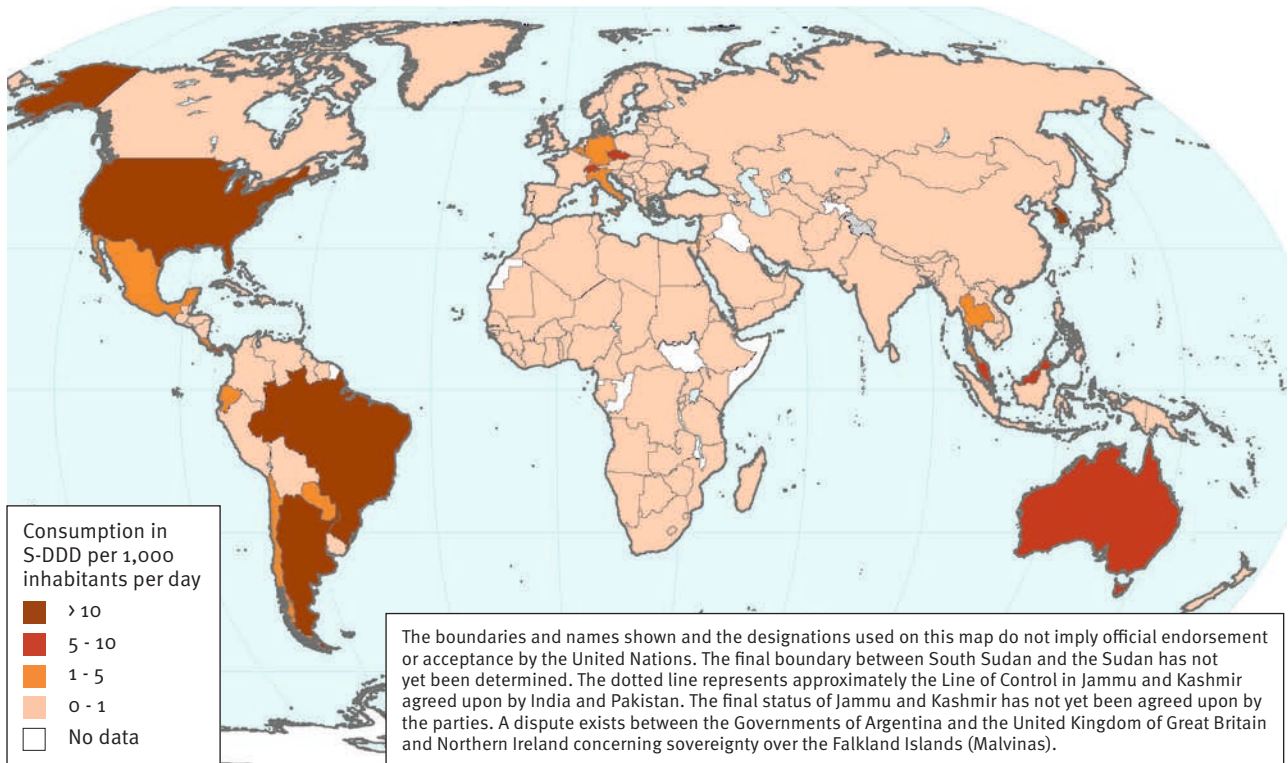 Consumption in
S-DDD per 1,000
inhabitants per day
> 10
5 - 10
1 - 5
0 - 1
No data
The boundaries and names shown and the designations used on this map do not imply official endorsement
or acceptance by the United Nations. The final boundary between South Sudan and the Sudan has not
yet been determined. The dotted line represents approximately the Line of Control in Jammu and Kashmir
agreed upon by India and Pakistan. The final status of Jammu and Kashmir has not yet been agreed upon by
the parties. A dispute exists between the Governments of Argentina and the United Kingdom of Great Britain
and Northern Ireland concerning sovereignty over the Falkland Islands (Malvinas).